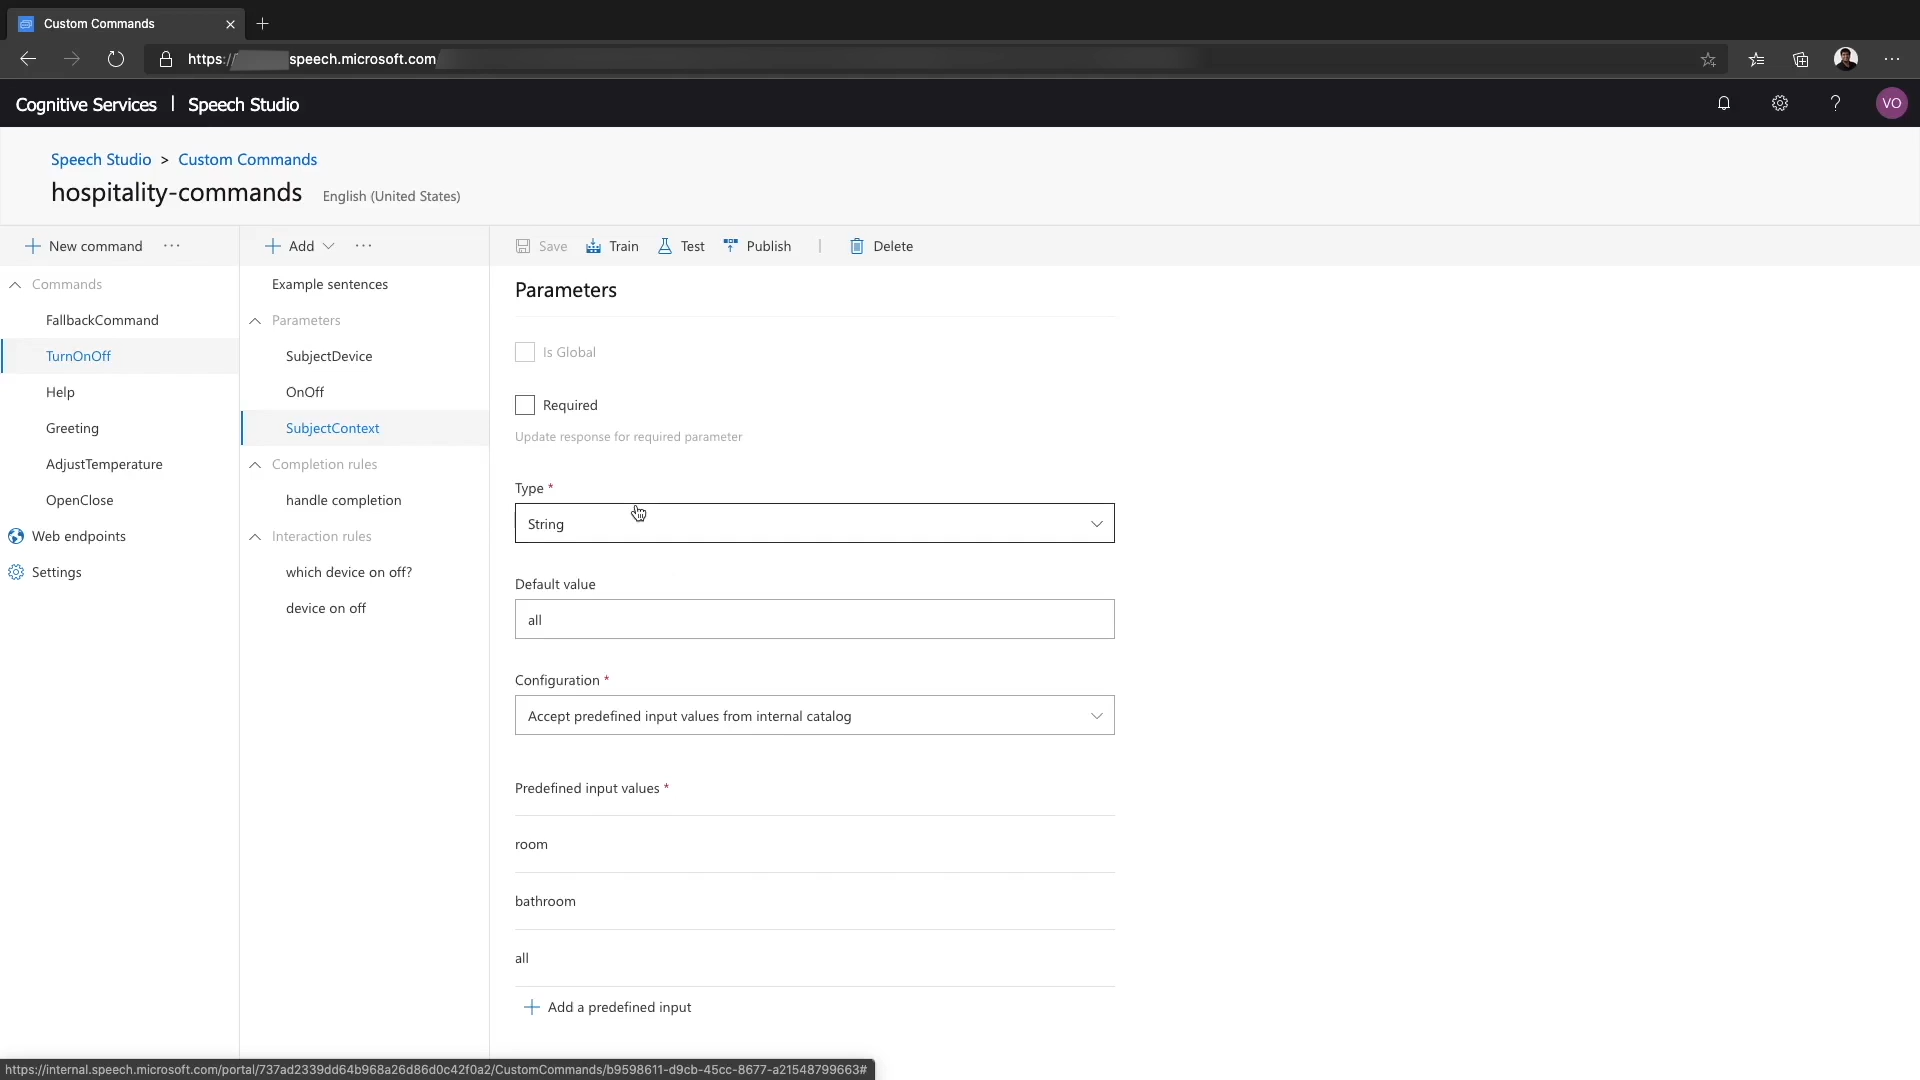 Custom Commands
https://
speech.microsoft.com
Cognitive Services | Speech Studio
VO
Speech Studio > Custom Commands
hospitality-commands English (United States)
New command ···
Add ···
Save Train Test Publish | Delete
Commands
FallbackCommand
TurnOnOff
Help
Greeting
AdjustTemperature
OpenClose
Web endpoints
Settings
Example sentences
Parameters
SubjectDevice
OnOff
SubjectContext
Completion rules
handle completion
Interaction rules
which device on off?
device on off
Parameters
Is Global
Required
Update response for required parameter
Type *
String
Default value
all
Configuration *
Accept predefined input values from internal catalog
Predefined input values *
room
bathroom
all
Add a predefined input
https://internal.speech.microsoft.com/portal/737ad2339dd64b968a26d86d0c42f0a2/CustomCommands/b9598611-d9cb-45cc-8677-a21548799663#